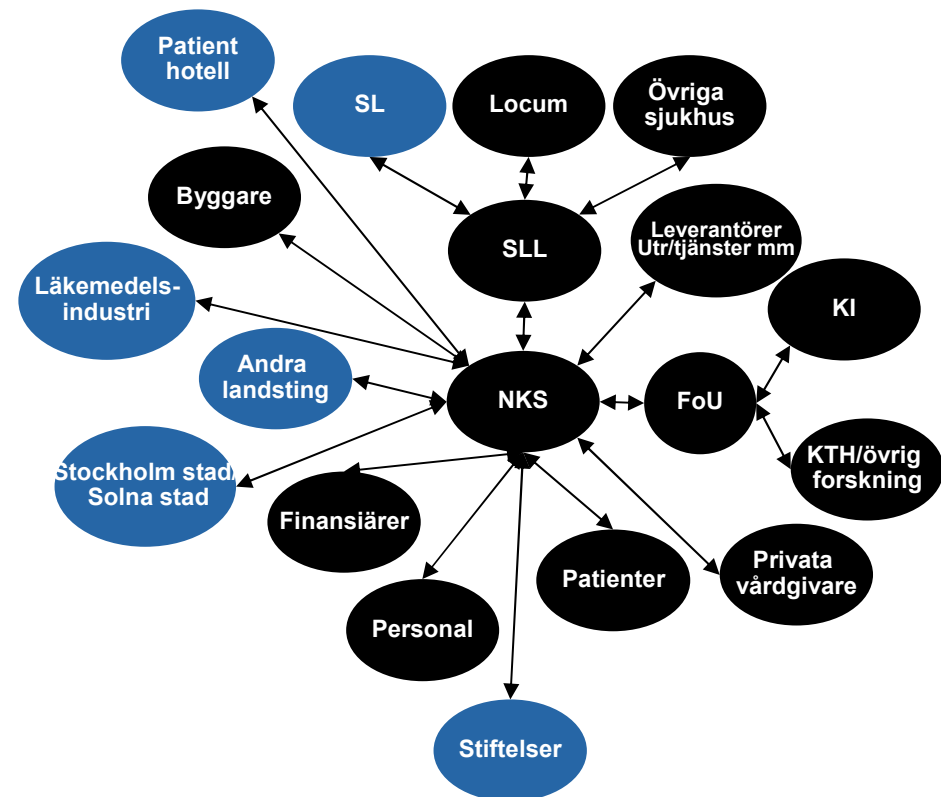 Patient
hotell
SL
Locum
Övriga
sjukhus
Byggare
SLL
Leverantörer
Utr/tjänster mm
Läkemedels-
industri
KI
Andra
landsting
NKS
FoU
Stockholm stad/
Solna stad
KTH/övrig
forskning
Finansiärer
Patienter
Privata
vårdgivare
Personal
Stiftelser